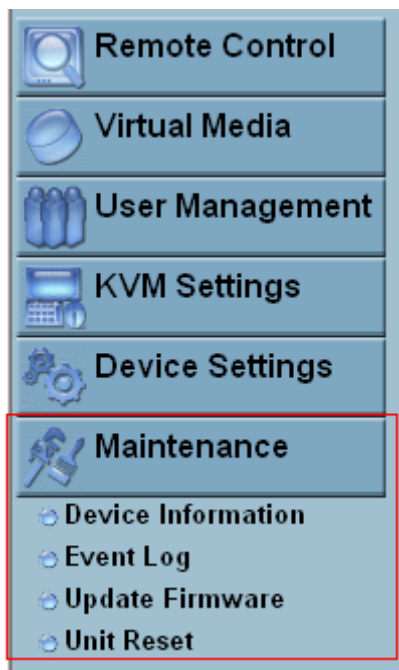 Remote Control
Virtual Media
User Management
KVM Settings
Device Settings
Maintenance
Device Information
Event Log
Update Firmware
Unit Reset